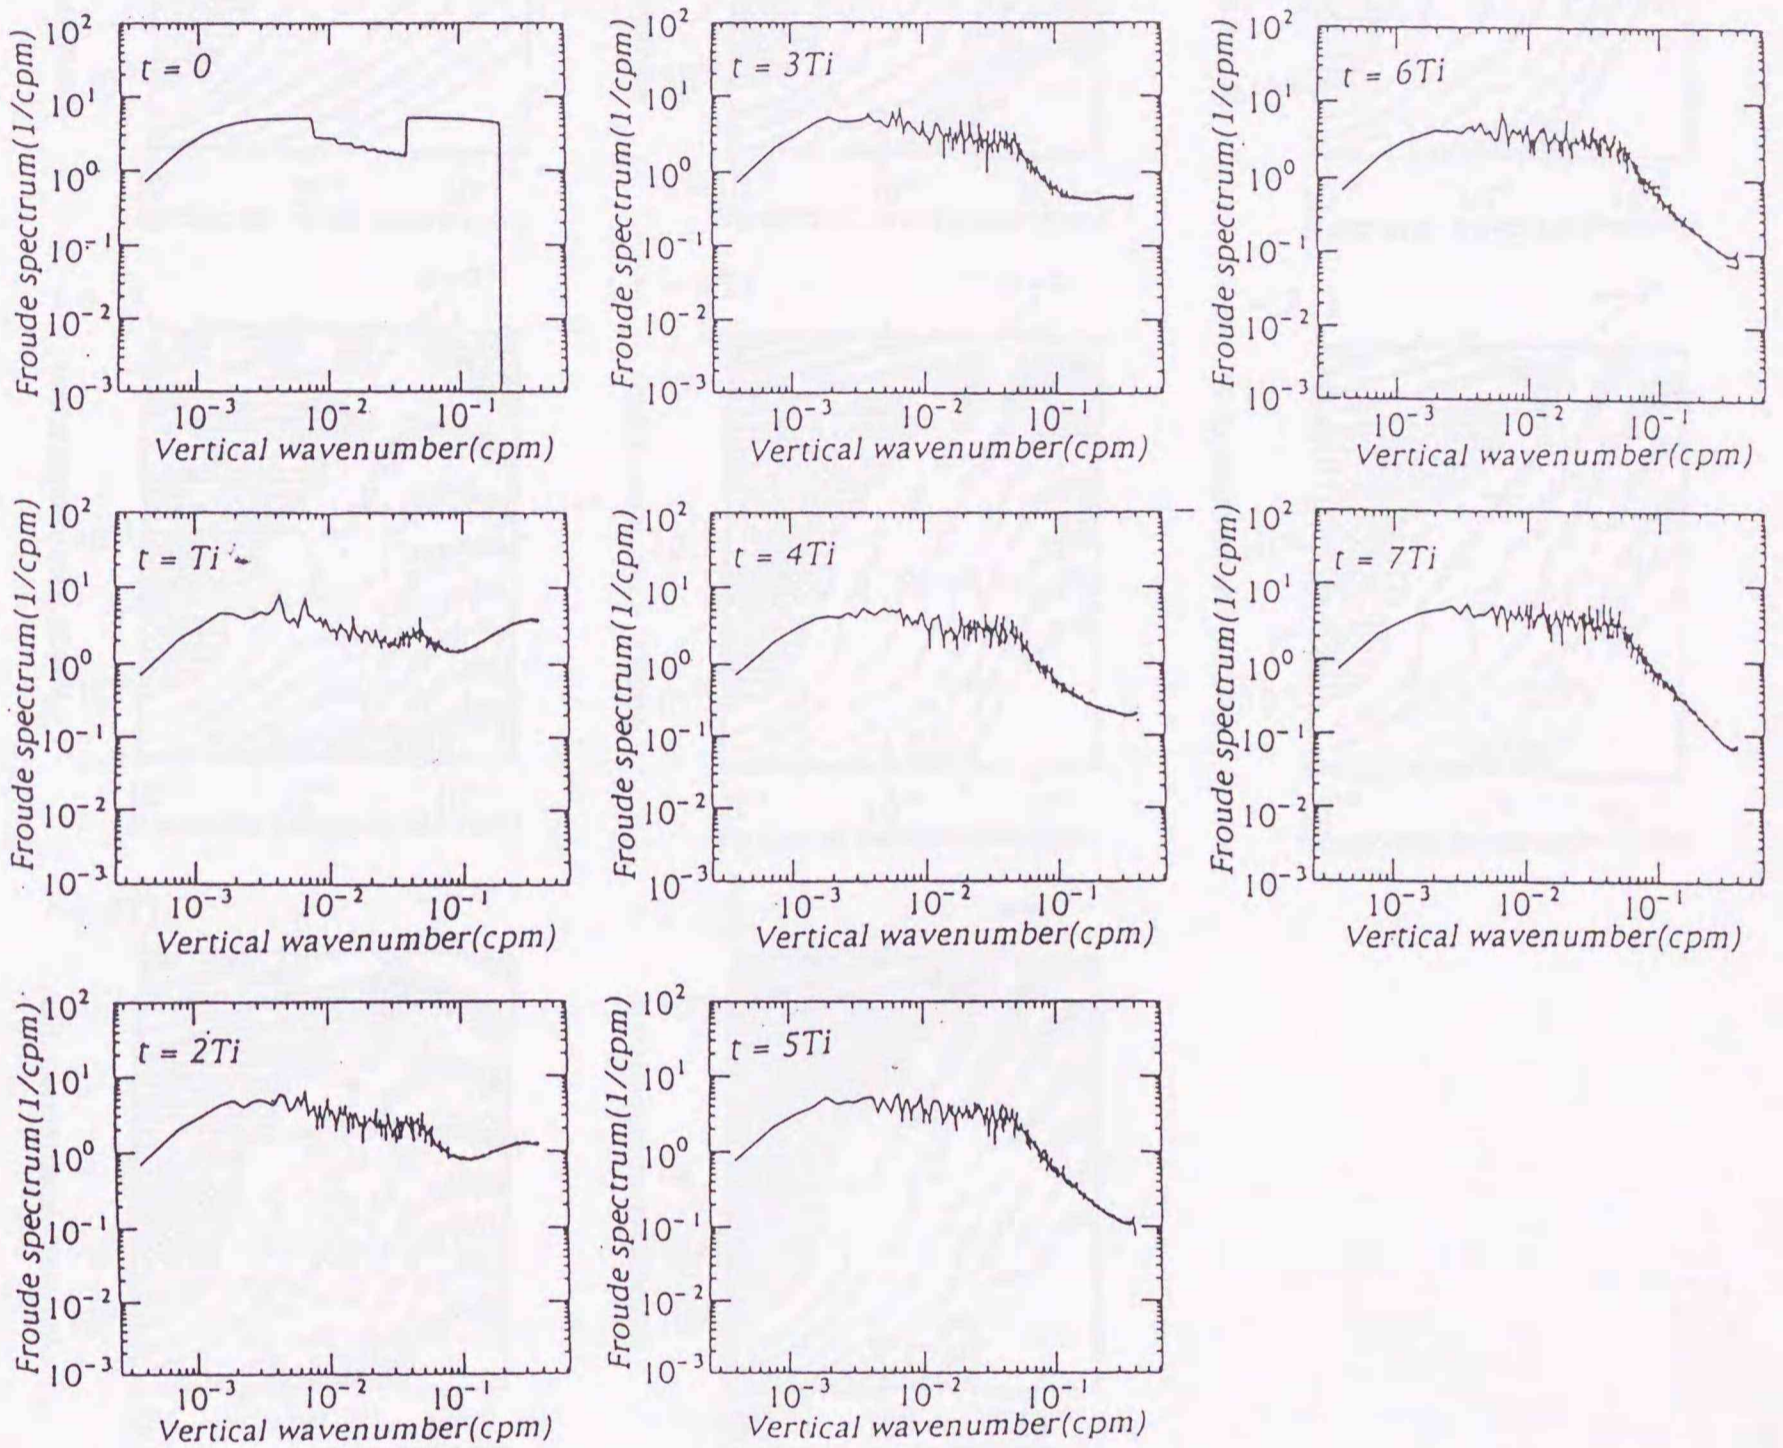 Froude spectrum(1/cpm)
10² 10¹ 10⁰ 10⁻¹ 10⁻² 10⁻³
t = 0
10⁻³ 10⁻² 10⁻¹
Vertical wavenumber(cpm)
Froude spectrum(1/cpm)
10² 10¹ 10⁰ 10⁻¹ 10⁻² 10⁻³
t = Ti
10⁻³ 10⁻² 10⁻¹
Vertical wavenumber(cpm)
Froude spectrum(1/cpm)
10² 10¹ 10⁰ 10⁻¹ 10⁻² 10⁻³
t = 2Ti
10⁻³ 10⁻² 10⁻¹
Vertical wavenumber(cpm)
Froude spectrum(1/cpm)
10² 10¹ 10⁰ 10⁻¹ 10⁻² 10⁻³
t = 3Ti
10⁻³ 10⁻² 10⁻¹
Vertical wavenumber(cpm)
Froude spectrum(1/cpm)
10² 10¹ 10⁰ 10⁻¹ 10⁻² 10⁻³
t = 4Ti
10⁻³ 10⁻² 10⁻¹
Vertical wavenumber(cpm)
Froude spectrum(1/cpm)
10² 10¹ 10⁰ 10⁻¹ 10⁻² 10⁻³
t = 5Ti
10⁻³ 10⁻² 10⁻¹
Vertical wavenumber(cpm)
Froude spectrum(1/cpm)
10² 10¹ 10⁰ 10⁻¹ 10⁻² 10⁻³
t = 6Ti
10⁻³ 10⁻² 10⁻¹
Vertical wavenumber(cpm)
Froude spectrum(1/cpm)
10² 10¹ 10⁰ 10⁻¹ 10⁻² 10⁻³
t = 7Ti
10⁻³ 10⁻² 10⁻¹
Vertical wavenumber(cpm)